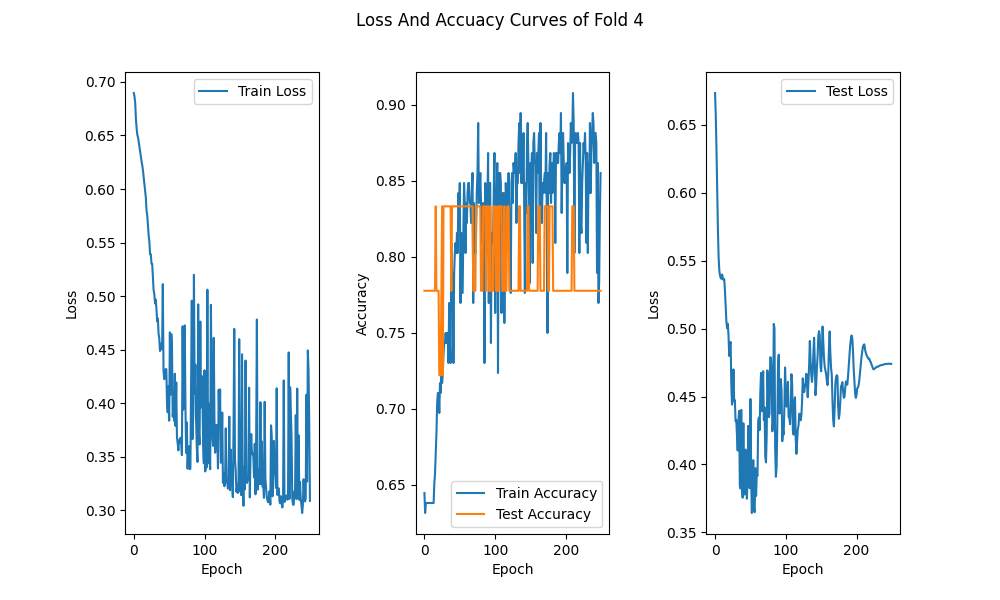 Loss And Accuacy Curves of Fold 4
Train Loss
0.70
0.65
0.60
0.55
0.50
0.45
0.40
0.35
0.30
Loss
0
100
200
Epoch
Train Accuracy
Test Accuracy
0.90
0.85
0.80
0.75
0.70
0.65
Accuracy
0
100
200
Epoch
Test Loss
0.65
0.60
0.55
0.50
0.45
0.40
0.35
Loss
0
100
200
Epoch